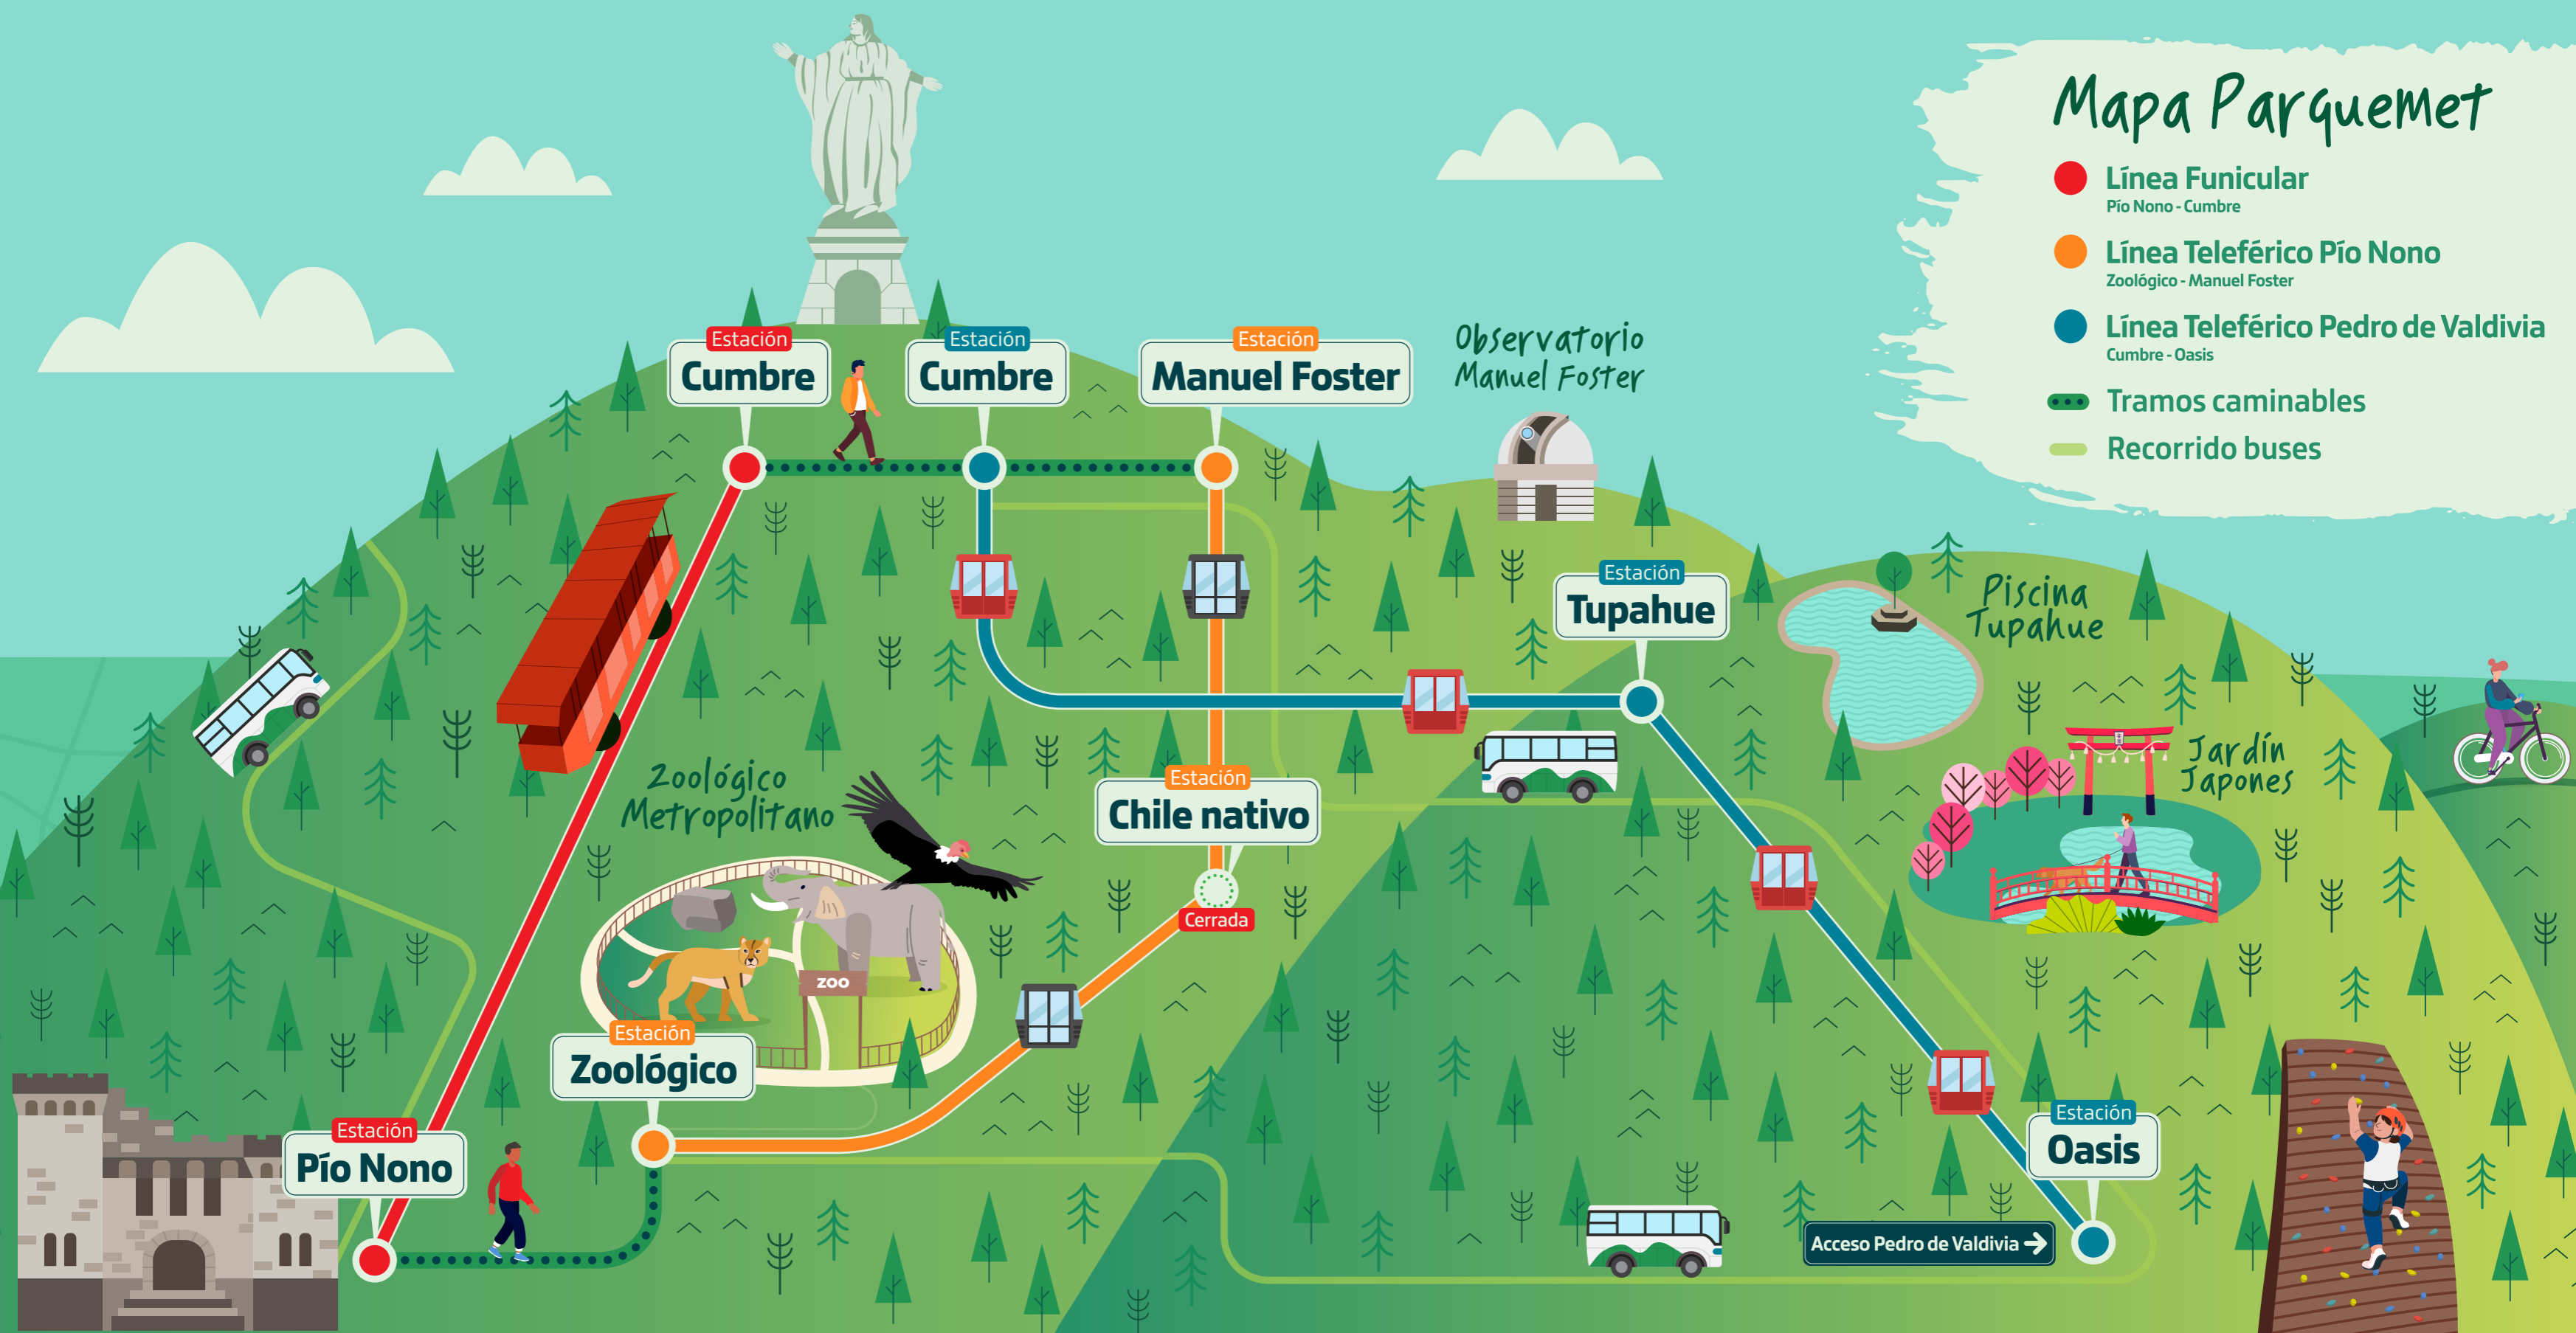 Mapa Parquemet
Línea Funicular
Pío Nono - Cumbre
Línea Teleférico Pío Nono
Zoológico - Manuel Foster
Línea Teleférico Pedro de Valdivia
Cumbre - Oasis
Tramos caminables
Recorrido buses
Estación
Cumbre
Estación
Cumbre
Estación
Manuel Foster
Observatorio
Manuel Foster
Estación
Tupahue
Piscina
Tupahue
Jardín
Japones
Zoológico
Metropolitano
Estación
Chile nativo
Cerrada
ZOO
Estación
Zoológico
Estación
Pío Nono
Estación
Oasis
Acceso Pedro de Valdivia →